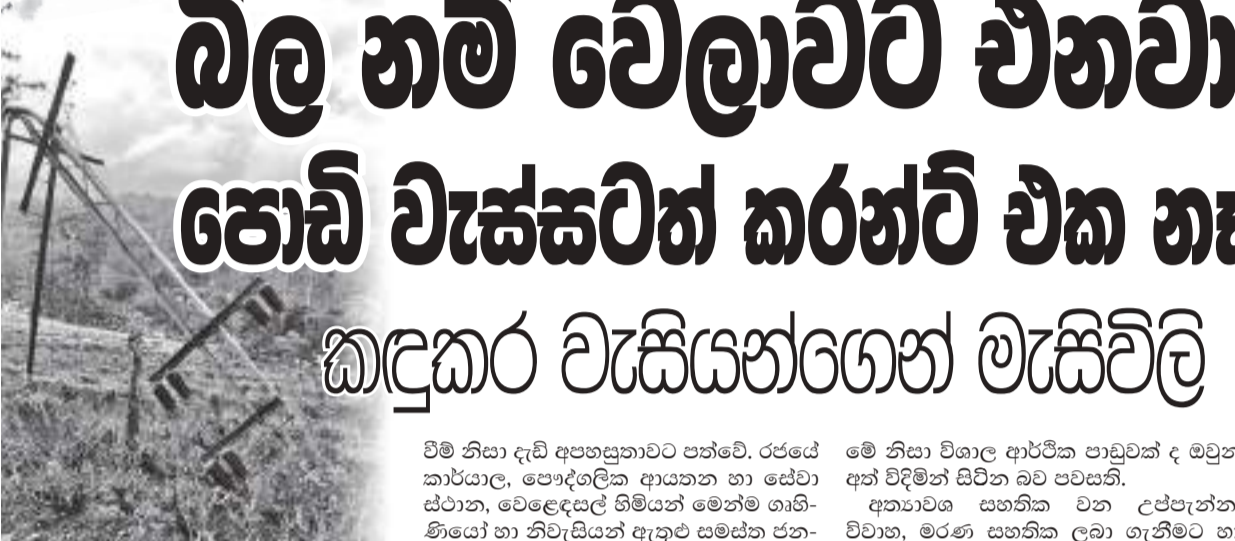 බිල නම් වෙලාවට එනවා
පොඩි වැස්සටත් කරන්ට් එක
කඳුකර වැසියන්ගෙන් මැසිවිලි
වීම් නිසා දැඩි අපහසුතාවට පත්වේ. රජයේ
කාර්යාල, පෞද්ගලික ආයතන හා සේවා
ස්ථාන, වෙළෙඳසල් හිමියන් මෙන්ම ගෘහි-
ණියෝ හා නිවැසියන් ඇතුළු සමස්ත ජන-
මේ නිසා විශාල ආර්ථික පාඩුවක් ද ඔවුන්
අත් විදිමින් සිටින බව පවසති.
අත්‍යාවශ සහතික වන උප්පැන්න
විවාහ, මරණ සහතික ලබා ගැනීමට හා